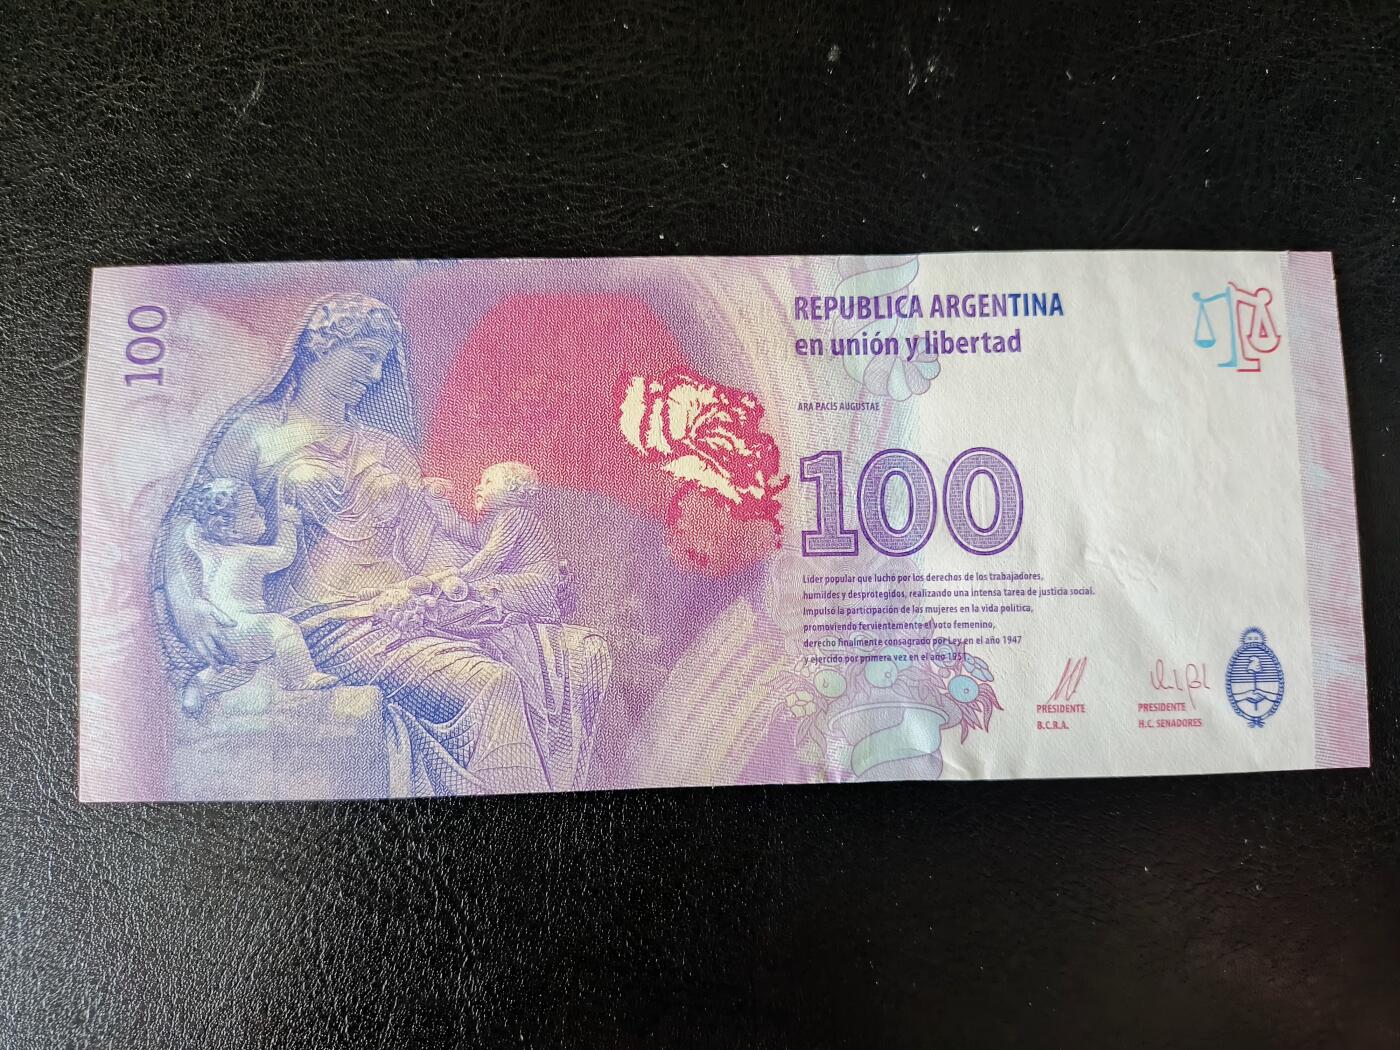 100
REPUBLICA ARGENTINA
en unión y libertad
ARA PACIS AUGUSTAE
100
Líder popular que luchó por los derechos de los trabajadores,
humildes y desprotegidos, realizando una intensa tarea de justicia social.
Impulsó la participación de las mujeres en la vida política,
promoviendo fervientemente el voto femenino,
derecho finalmente consagrado por Ley en el año 1947
y ejercido por primera vez en el año 1951.
PRESIDENTE
B.C.R.A.
PRESIDENTE
H.C. SENADORES